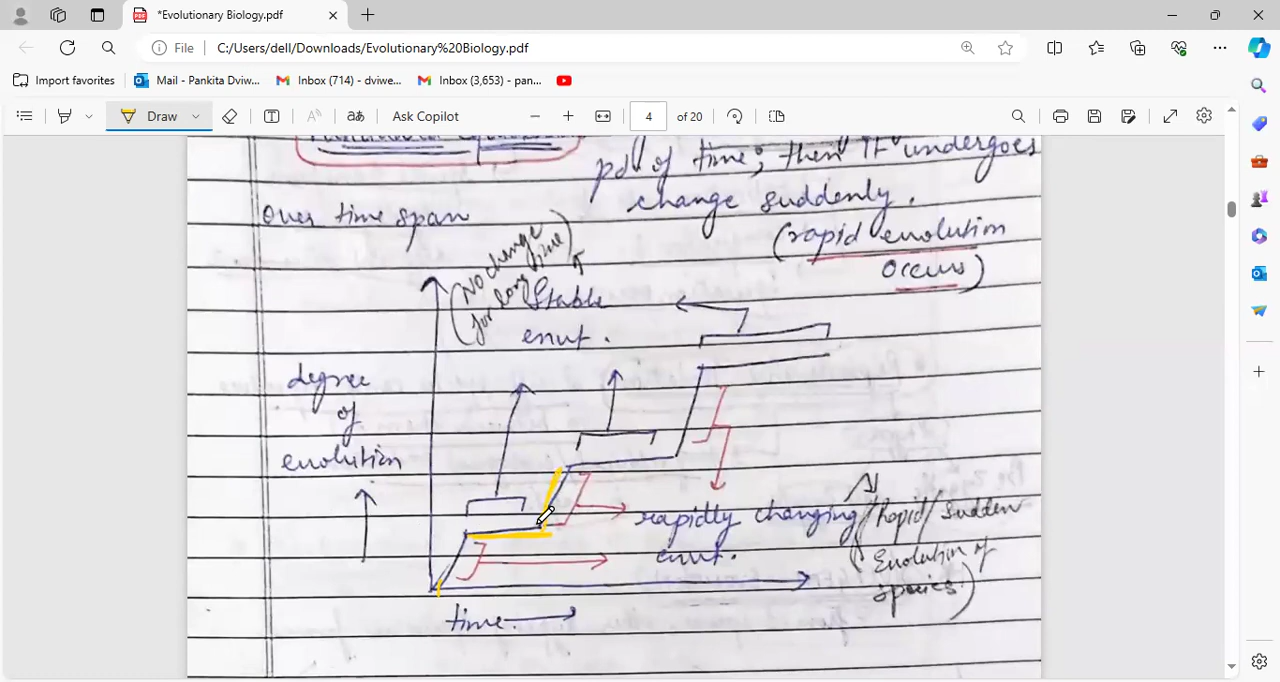 *Evolutionary Biology.pdf
File
C:/Users/dell/Downloads/Evolutionary%20Biology.pdf
Import favorites
Mail - Pankita Dviw...
Inbox (714) - dviwe...
Inbox (3,653) - pan...
Draw
Ask Copilot
4 of 20
pd of time; then it undergoes
change suddenly.
over time span
(rapid evolution
occurs)
(No change
for long time)
Stable
envt.
degree
of
evolution
rapidly changing
envt.
(Rapid/Sudden
Evolution of
species)
time